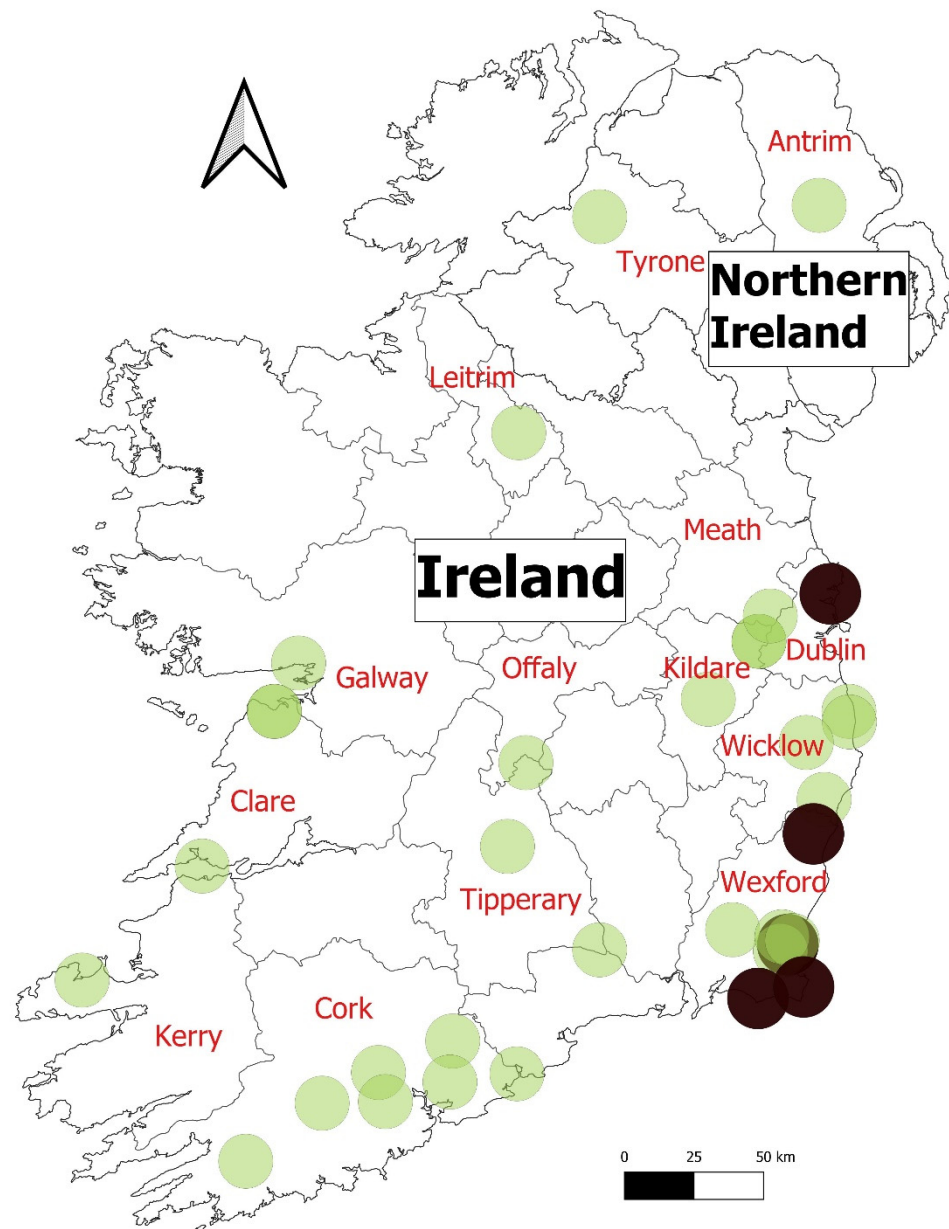 Antrim
Tyrone
Northern
Ireland
Leitrim
Meath
Ireland
Dublin
Kildare
Offaly
Galway
Wicklow
Clare
Wexford
Tipperary
Cork
Kerry
0 25 50 km